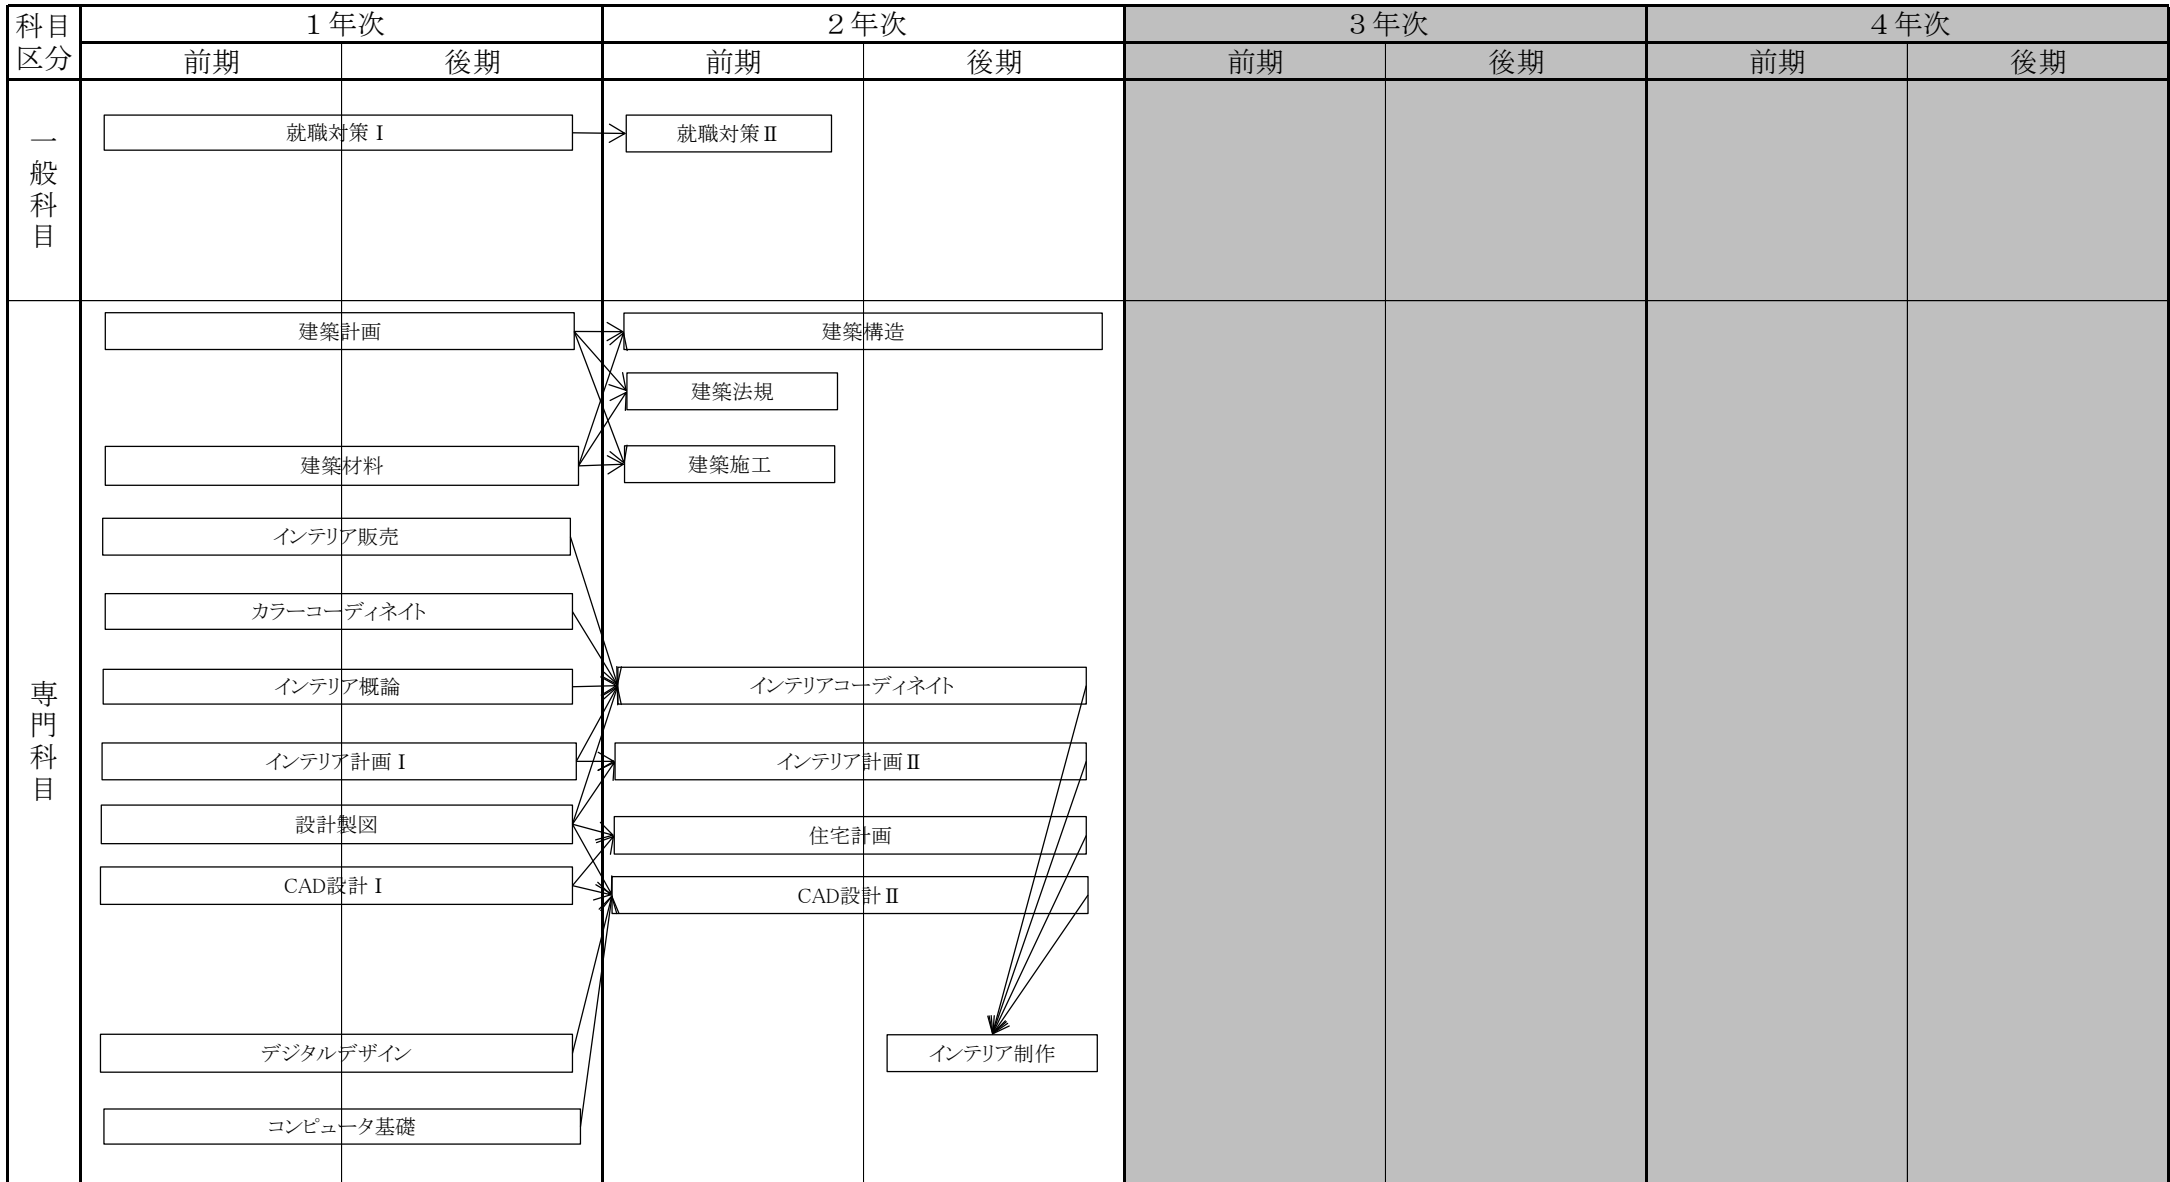 科目
区分
１年次
２年次
３年次
４年次
前期
後期
前期
後期
前期
後期
前期
後期
一般科目
就職対策Ⅰ
就職対策Ⅱ
専門科目
建築計画
建築構造
建築法規
建築材料
建築施工
インテリア販売
カラーコーディネイト
インテリア概論
インテリアコーディネイト
インテリア計画Ⅰ
インテリア計画Ⅱ
設計製図
住宅計画
CAD設計Ⅰ
CAD設計Ⅱ
デジタルデザイン
インテリア制作
コンピュータ基礎